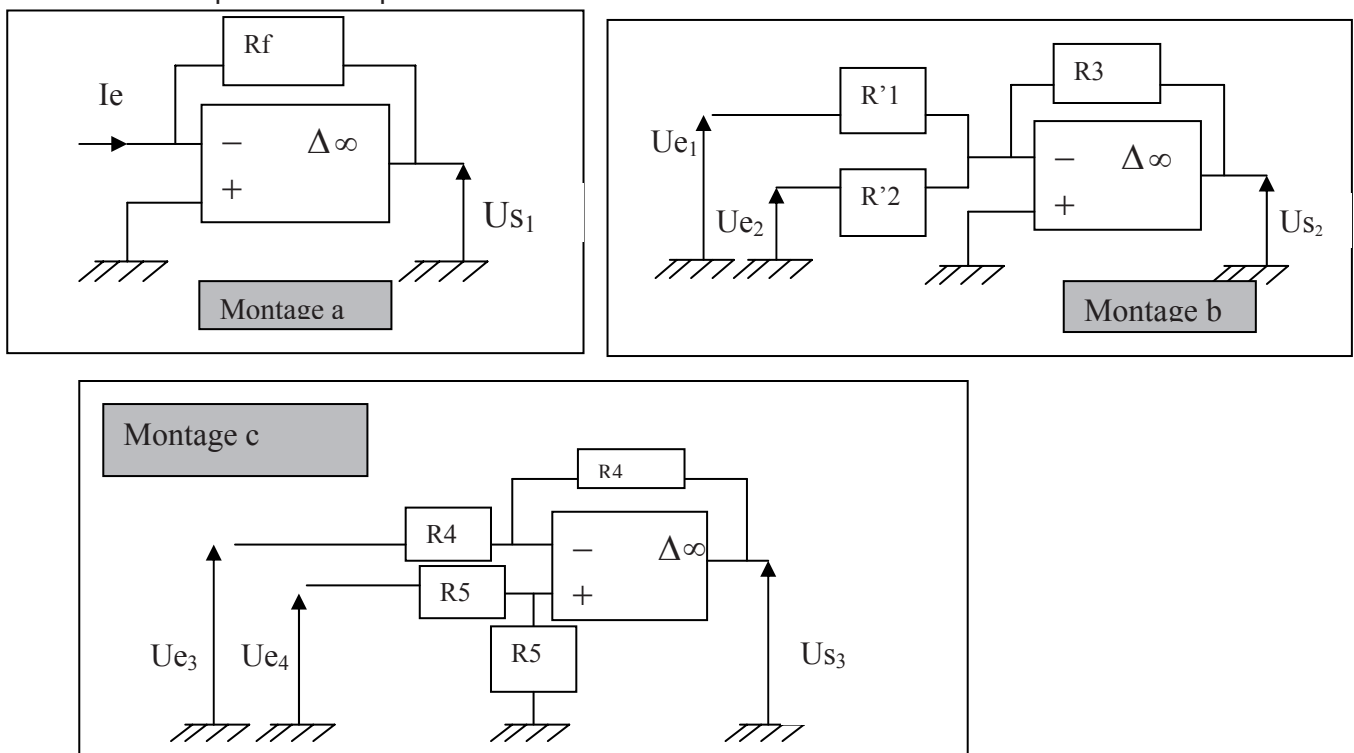 Rf
Ie
− Δ∞
+
Us₁
Montage a
R'1
R3
Ue₁
− Δ∞
R'2
Ue₂
+
Us₂
Montage b
Montage c
R4
R4
− Δ∞
R5
+
Ue₃ Ue₄
R5
Us₃